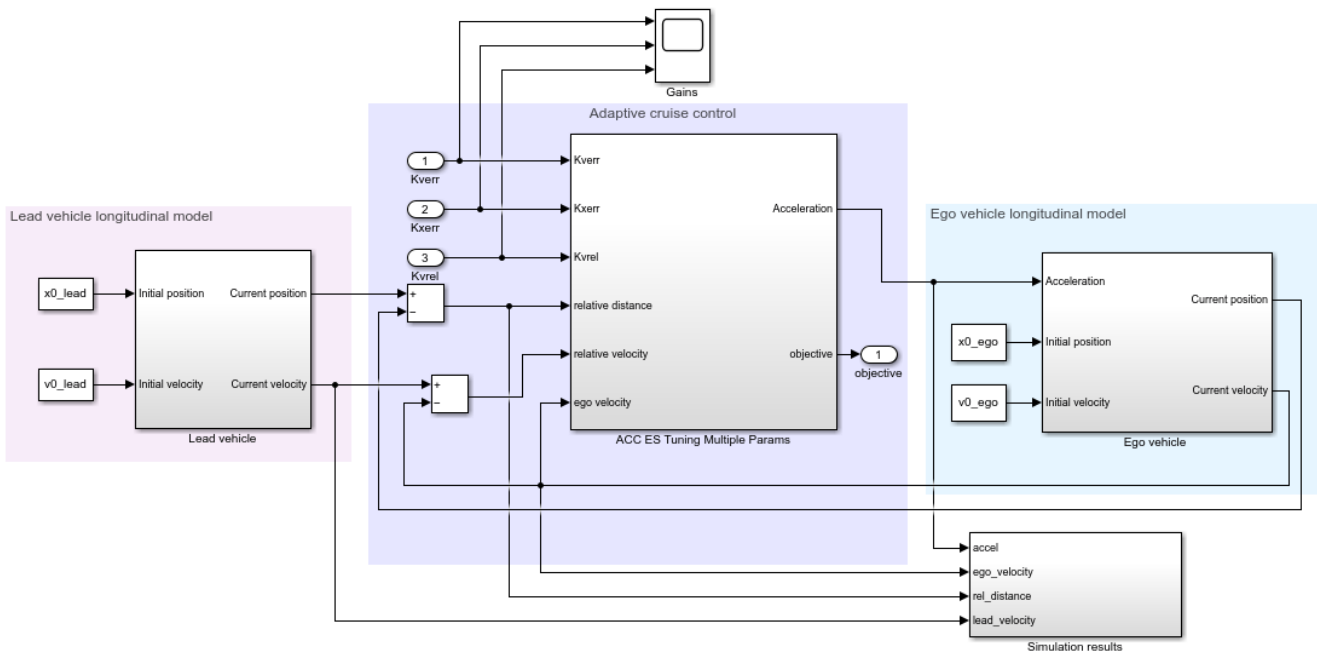 Gains
Adaptive cruise control
1
Kverr
2
Kxerr
3
Kvrel
+
−
+
−
Kverr
Kxerr
Kvrel
relative distance
relative velocity
ego velocity
Acceleration
objective
ACC ES Tuning Multiple Params
1
objective
Lead vehicle longitudinal model
x0_lead
v0_lead
Initial position
Initial velocity
Current position
Current velocity
Lead vehicle
Ego vehicle longitudinal model
x0_ego
v0_ego
Acceleration
Initial position
Initial velocity
Current position
Current velocity
Ego vehicle
accel
ego_velocity
rel_distance
lead_velocity
Simulation results